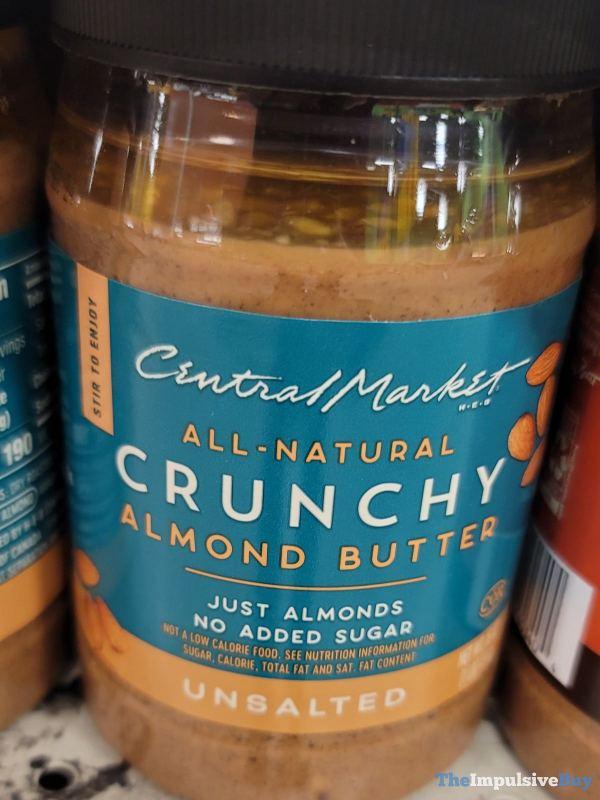 STIR TO ENJOY
Central Market
H-E-B
ALL-NATURAL
CRUNCHY
ALMOND BUTTER
JUST ALMONDS
NO ADDED SUGAR
NOT A LOW CALORIE FOOD. SEE NUTRITION INFORMATION FOR
SUGAR, CALORIE, TOTAL FAT AND SAT. FAT CONTENT
UNSALTED
190
TheImpulsiveBuy